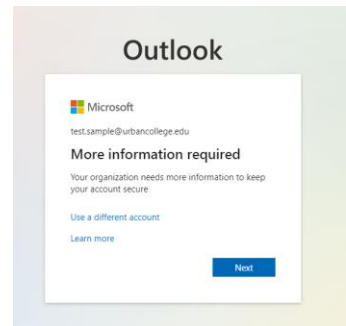 Outlook
Microsoft
test.sample@urbancollege.edu
More information required
Your organization needs more information to keep
your account secure
Use a different account
Learn more
Next